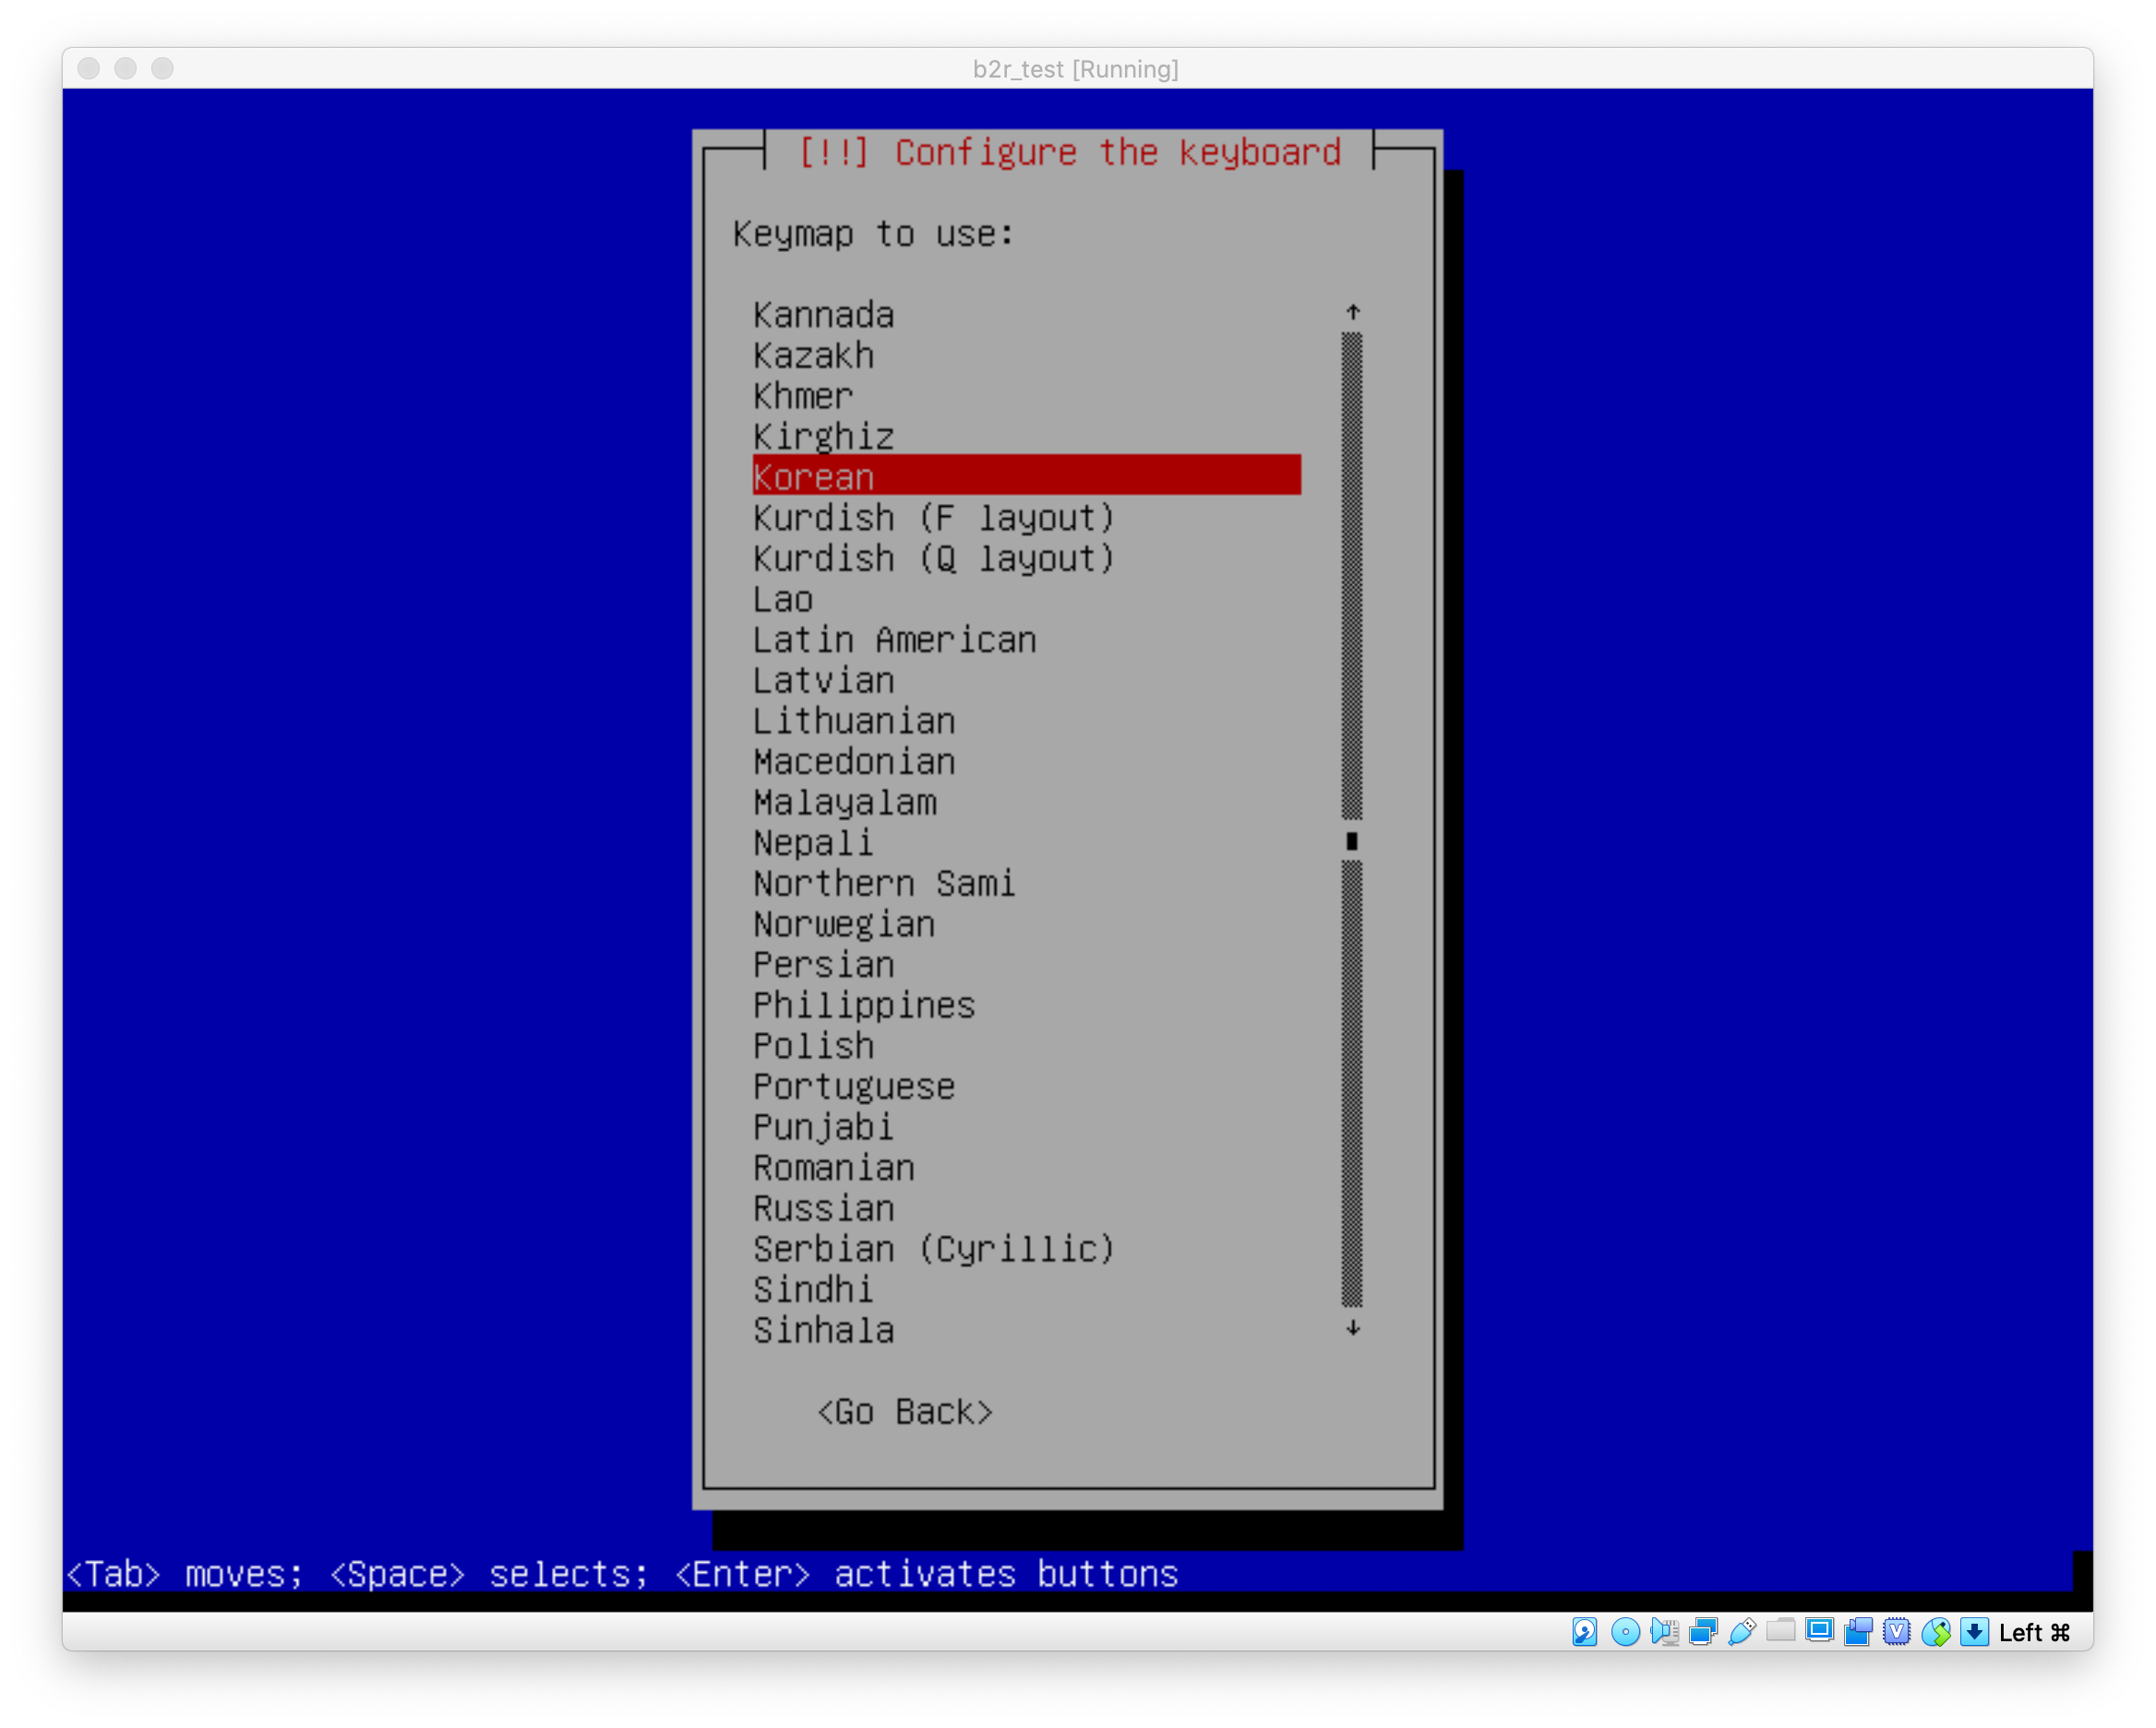 b2r_test [Running]
[!!] Configure the keyboard
Keymap to use:
Kannada
Kazakh
Khmer
Kirghiz
Korean
Kurdish (F layout)
Kurdish (Q layout)
Lao
Latin American
Latvian
Lithuanian
Macedonian
Malayalam
Nepali
Northern Sami
Norwegian
Persian
Philippines
Polish
Portuguese
Punjabi
Romanian
Russian
Serbian (Cyrillic)
Sindhi
Sinhala
<Go Back>
<Tab> moves; <Space> selects; <Enter> activates buttons
Left ⌘